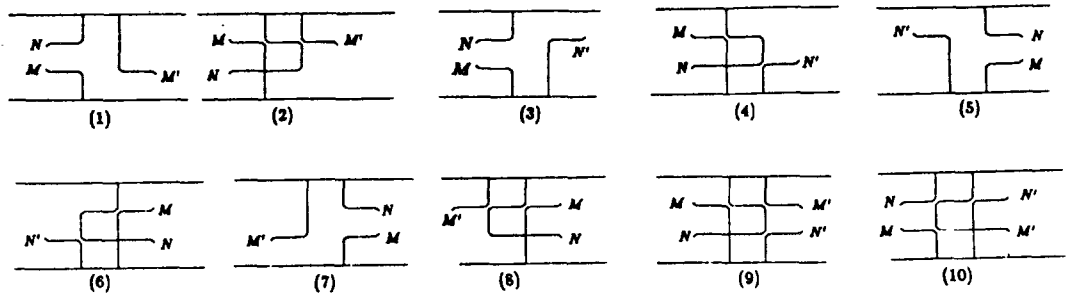 N M M' (1)
M N M' (2)
N M N' (3)
M N N' (4)
N' N M (5)
N' M N (6)
M' N M (7)
M' M N (8)
M N M' N' (9)
N M N' M' (10)